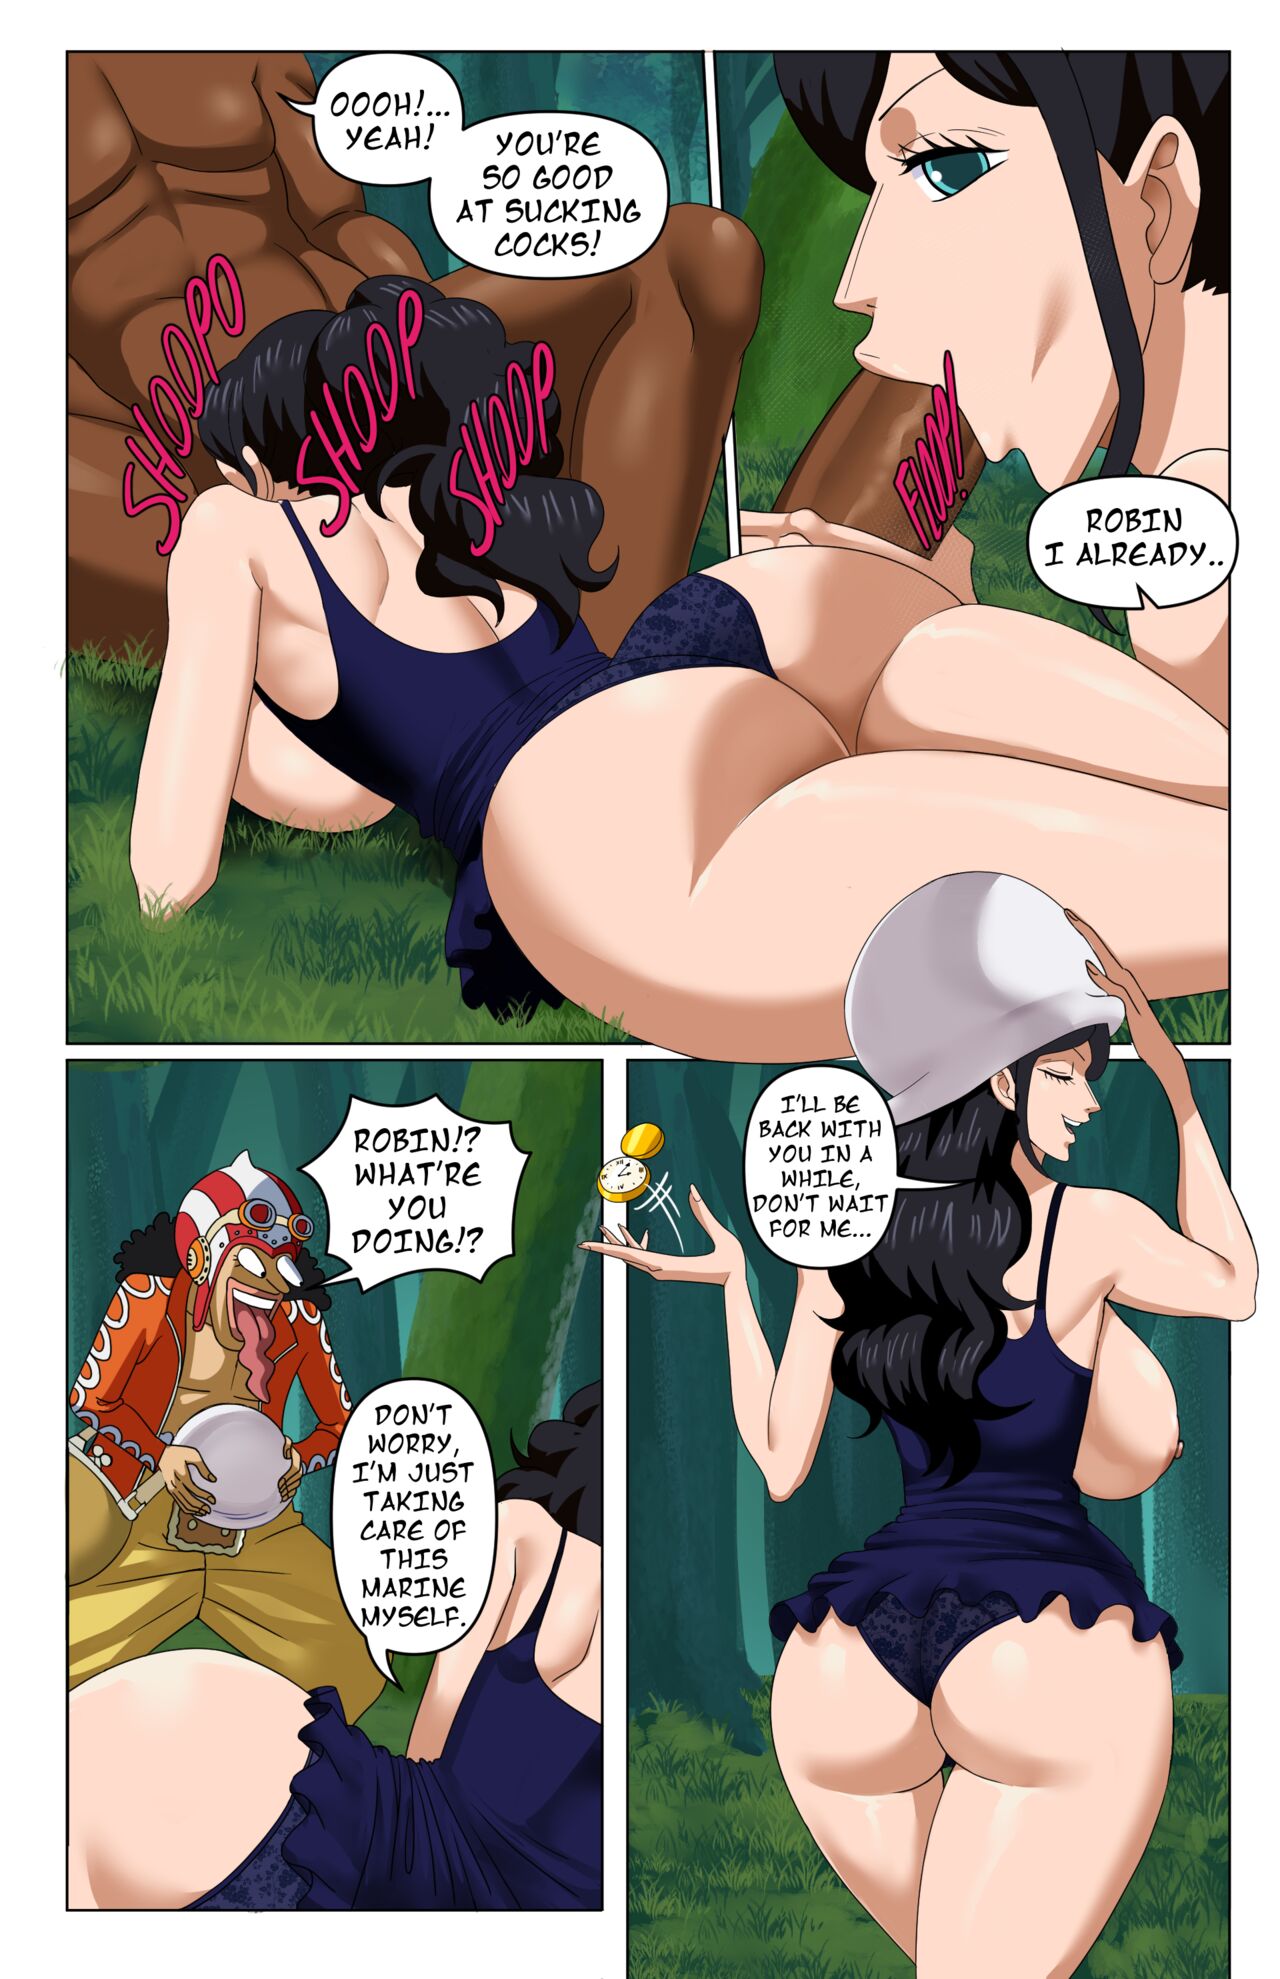 OOOH!...
YEAH!
YOU'RE
SO GOOD
AT SUCKING
COCKS!
SHOOPO
SHOOP
SHOOP
FLOOP!
ROBIN
I ALREADY..
ROBIN!?
WHAT'RE
YOU
DOING!?
DON'T
WORRY,
I'M JUST
TAKING
CARE OF
THIS
MARINE
MYSELF.
I'LL BE
BACK WITH
YOU IN A
WHILE,
DON'T WAIT
FOR ME...